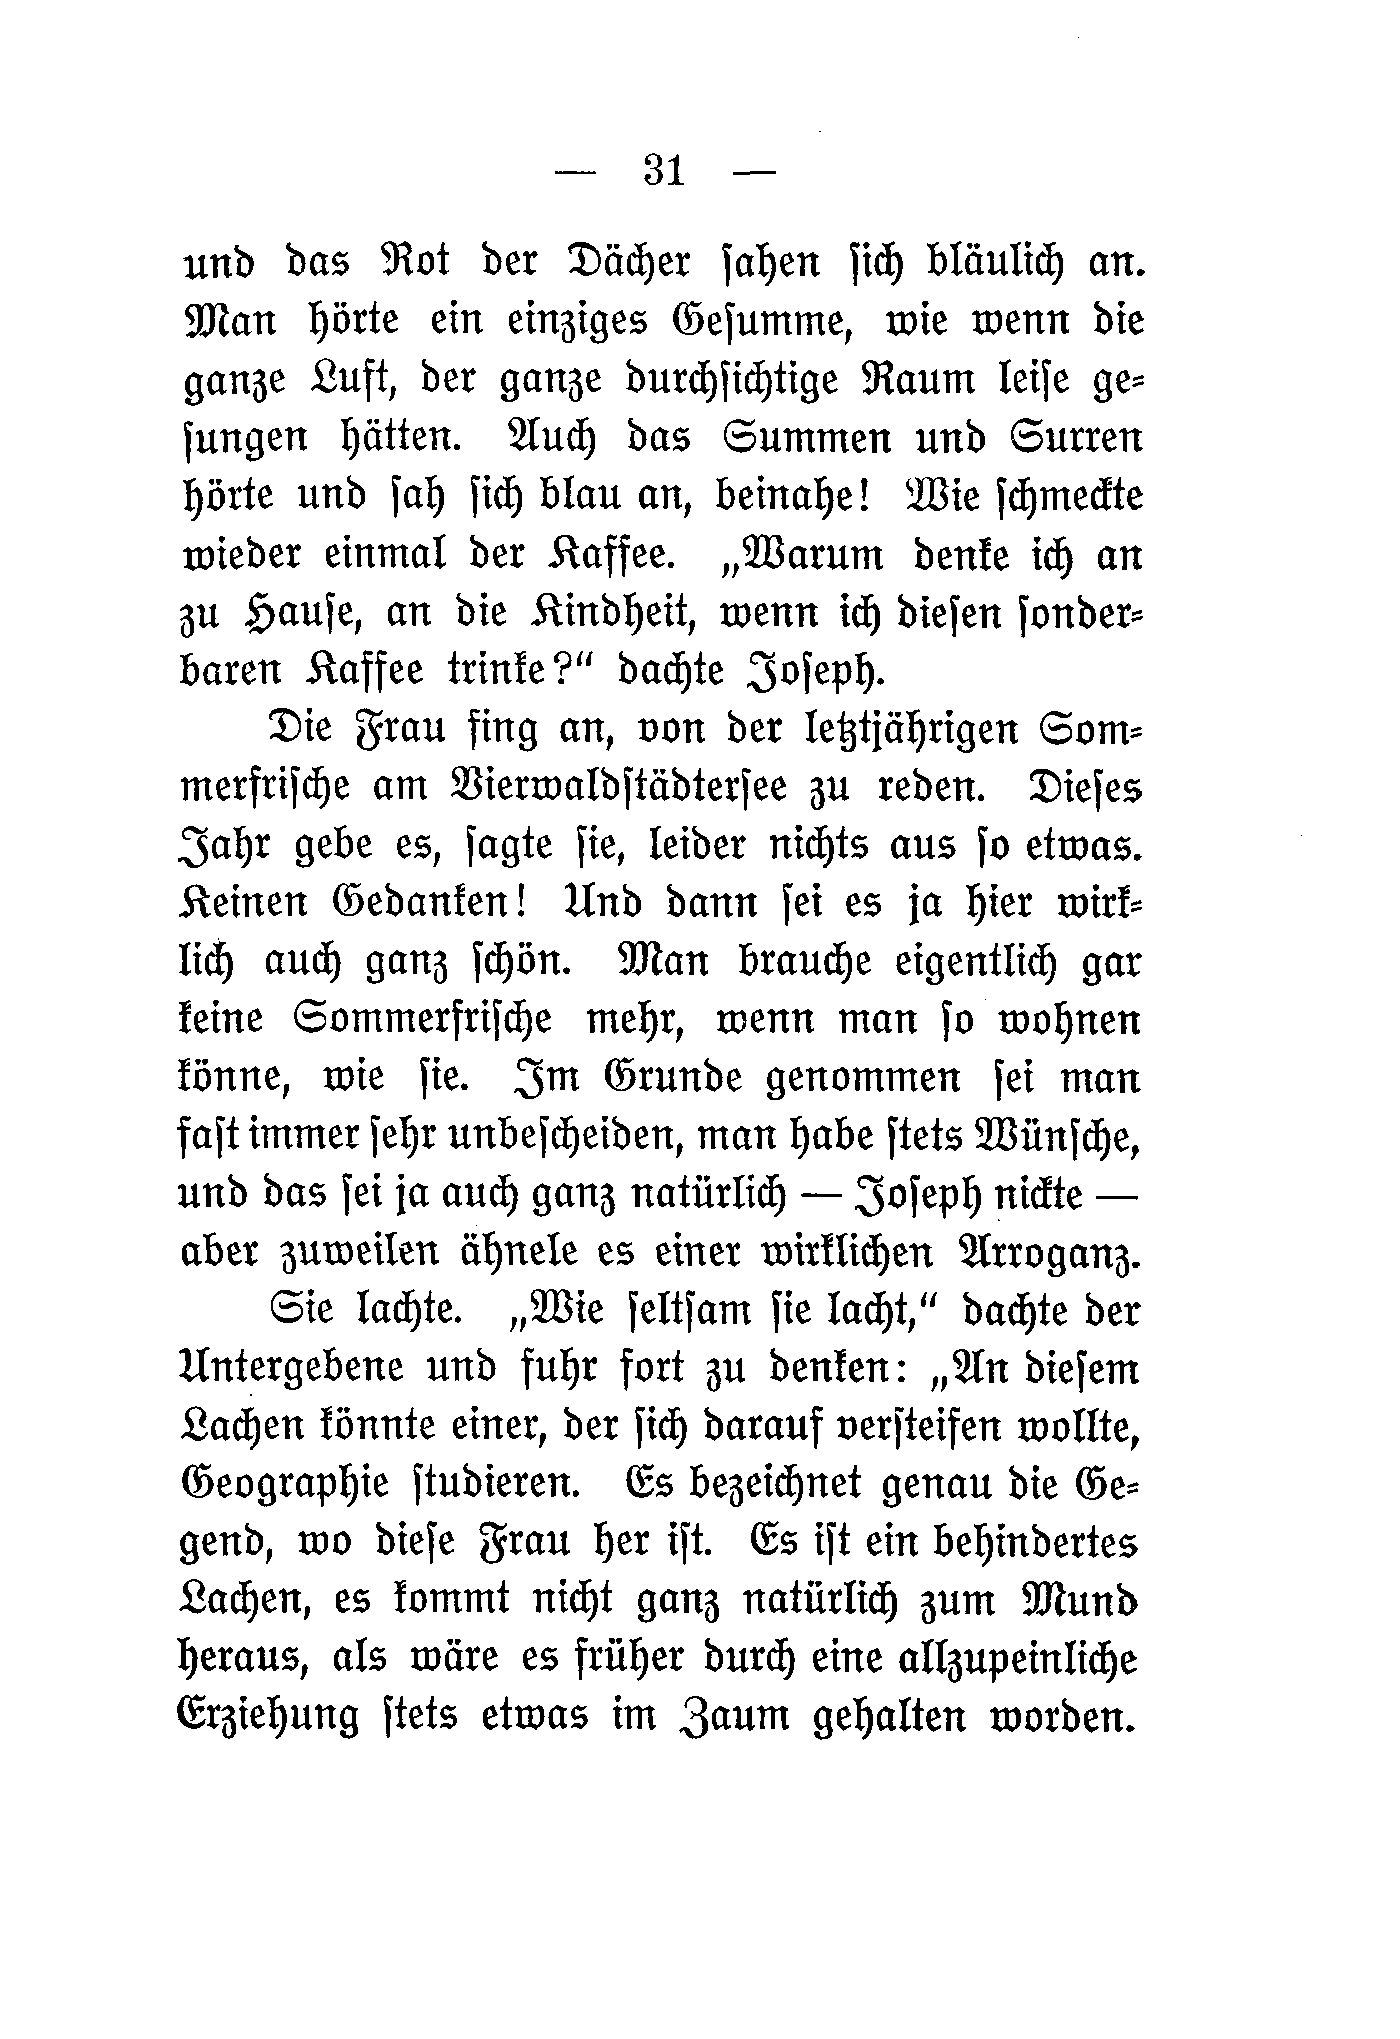 — 31 —
und das Rot der Dächer ſahen ſich bläulich an.
Man hörte ein einziges Geſumme, wie wenn die
ganze Luft, der ganze durchſichtige Raum leiſe ge⸗
ſungen hätten. Auch das Summen und Surren
hörte und ſah ſich blau an, beinahe! Wie ſchmeckte
wieder einmal der Kaffee. „Warum denke ich an
zu Hauſe, an die Kindheit, wenn ich dieſen ſonder⸗
baren Kaffee trinke?“ dachte Joſeph.
Die Frau fing an, von der letztjährigen Som⸗
merfriſche am Vierwaldſtädterſee zu reden. Dieſes
Jahr gebe es, ſagte ſie, leider nichts aus ſo etwas.
Keinen Gedanken! Und dann ſei es ja hier wirk⸗
lich auch ganz ſchön. Man brauche eigentlich gar
keine Sommerfriſche mehr, wenn man ſo wohnen
könne, wie ſie. Im Grunde genommen ſei man
faſt immer ſehr unbeſcheiden, man habe ſtets Wünſche,
und das ſei ja auch ganz natürlich — Joſeph nickte —
aber zuweilen ähnele es einer wirklichen Arroganz.
Sie lachte. „Wie ſeltſam ſie lacht,“ dachte der
Untergebene und fuhr fort zu denken: „An dieſem
Lachen könnte einer, der ſich darauf verſteifen wollte,
Geographie ſtudieren. Es bezeichnet genau die Ge⸗
gend, wo dieſe Frau her iſt. Es iſt ein behindertes
Lachen, es kommt nicht ganz natürlich zum Mund
heraus, als wäre es früher durch eine allzupeinliche
Erziehung ſtets etwas im Zaum gehalten worden.